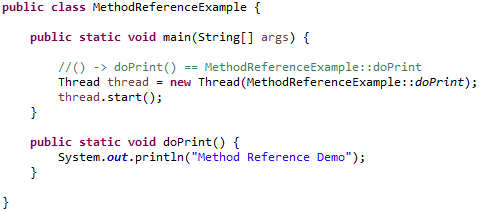 public class MethodReferenceExample {
public static void main(String[] args) {
//() -> doPrint() == MethodReferenceExample::doPrint
Thread thread = new Thread(MethodReferenceExample::doPrint);
thread.start();
}
public static void doPrint() {
System.out.println("Method Reference Demo");
}
}